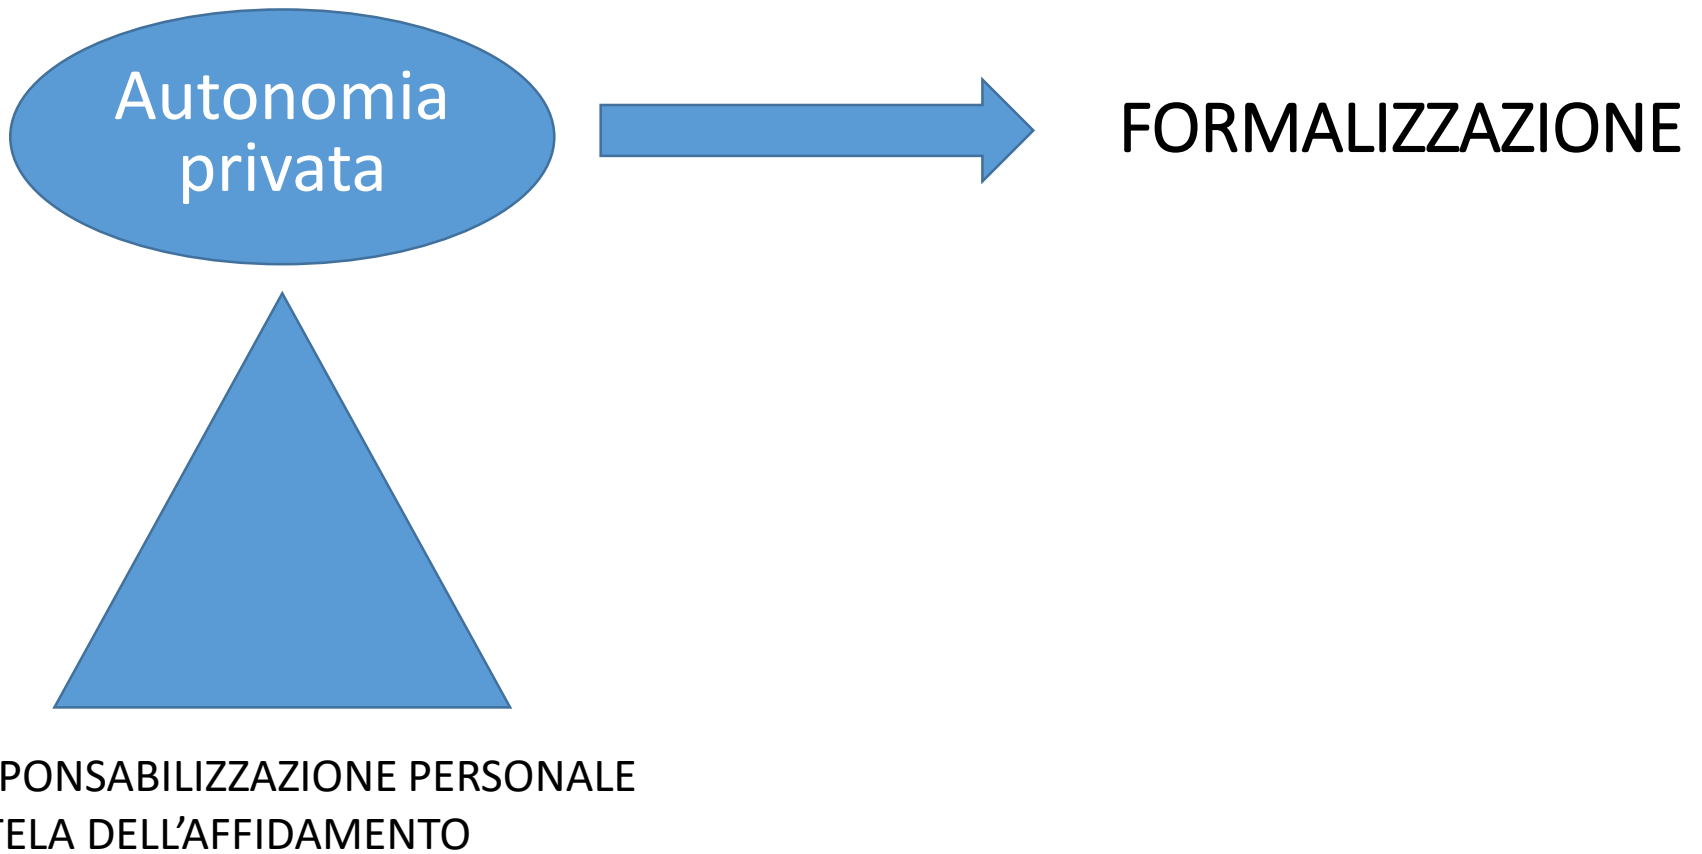 Autonomia
privata
FORMALIZZAZIONE
PONSABILIZZAZIONE PERSONALE
TELA DELL’AFFIDAMENTO